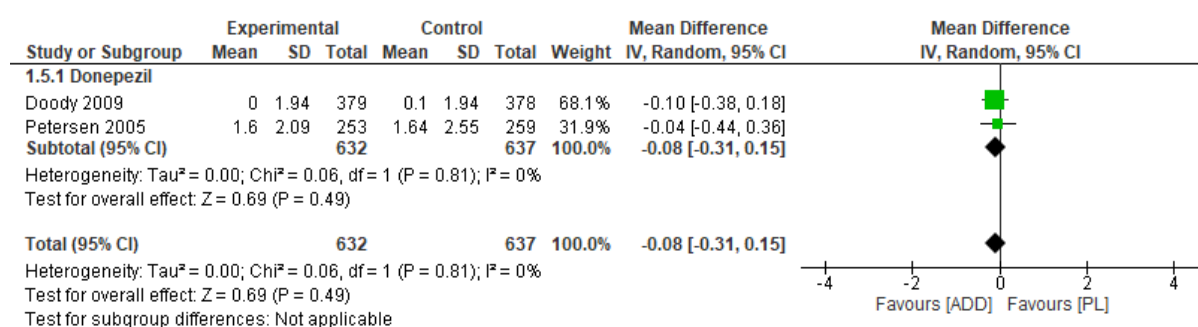 Experimental Control Mean Difference Mean Difference
Study or Subgroup Mean SD Total Mean SD Total Weight IV, Random, 95% CI IV, Random, 95% CI
1.5.1 Donepezil
Doody 2009 0 1.94 379 0.1 1.94 378 68.1% -0.10 [-0.38, 0.18]
Petersen 2005 1.6 2.09 253 1.64 2.55 259 31.9% -0.04 [-0.44, 0.36]
Subtotal (95% CI) 632 637 100.0% -0.08 [-0.31, 0.15]
Heterogeneity: Tau² = 0.00; Chi² = 0.06, df = 1 (P = 0.81); I² = 0%
Test for overall effect: Z = 0.69 (P = 0.49)
Total (95% CI) 632 637 100.0% -0.08 [-0.31, 0.15]
Heterogeneity: Tau² = 0.00; Chi² = 0.06, df = 1 (P = 0.81); I² = 0%
Test for overall effect: Z = 0.69 (P = 0.49)
Test for subgroup differences: Not applicable
-4 -2 0 2 4
Favours [ADD] Favours [PL]